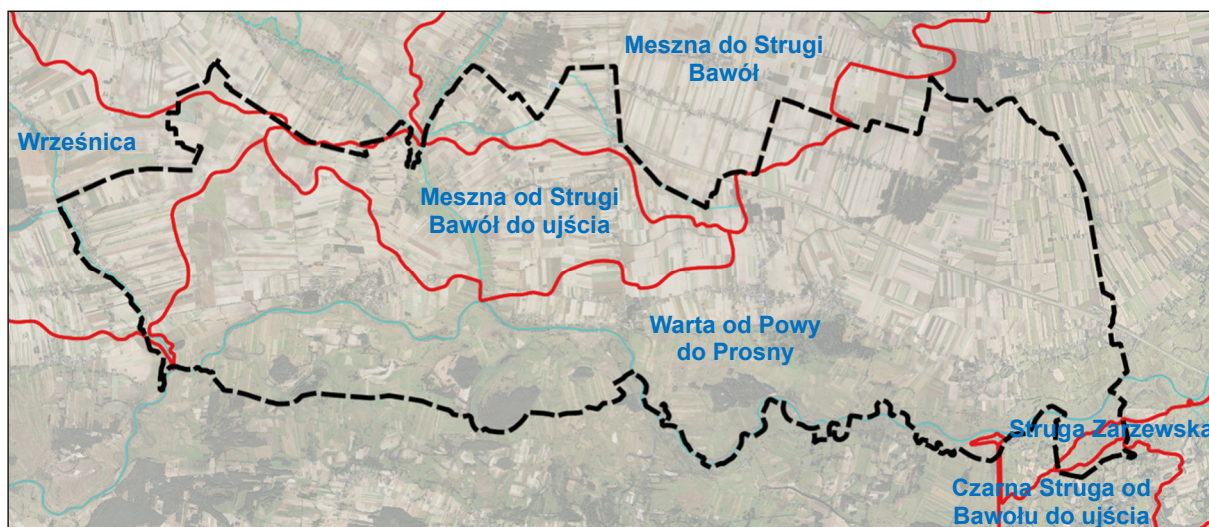 Meszna do Strugi
Bawół
Wrześnica
Meszna od Strugi
Bawół do ujścia
Warta od Powy
do Prosny
Struga Zarzewska
Czarna Struga od
Bawołu do ujścia